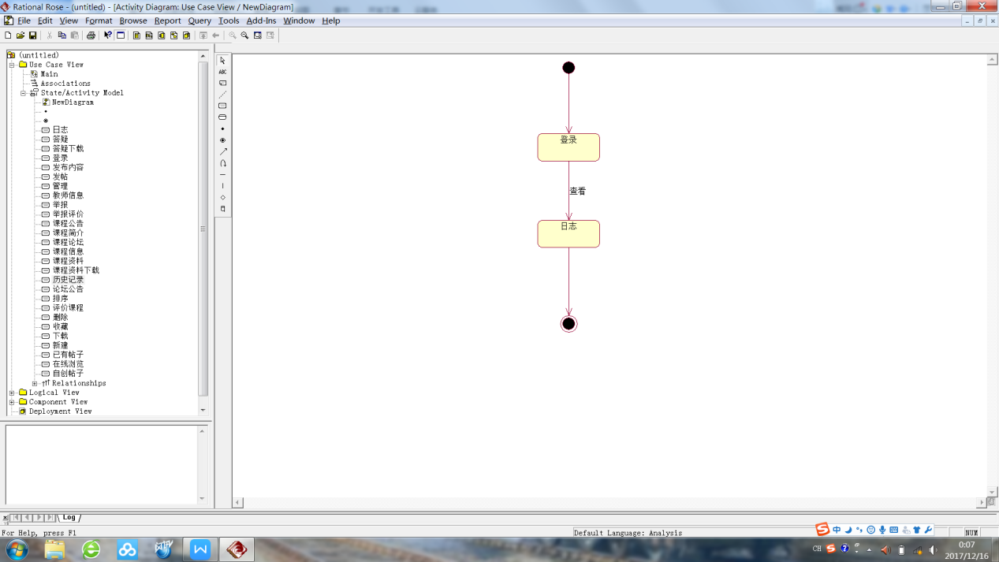 Rational Rose - (untitled) - [Activity Diagram: Use Case View / NewDiagram]
File Edit View Format Browse Report Query Tools Add-Ins Window Help
(untitled)
Use Case View
Main
Associations
State/Activity Model
NewDiagram
日志
答疑
答疑下载
登录
发布内容
发帖
管理
教师信息
举报
举报评价
课程公告
课程简介
课程论坛
课程信息
课程资料
课程资料下载
历史记录
论坛公告
排序
评价课程
删除
收藏
下载
新建
已有帖子
在线浏览
自创帖子
Relationships
Logical View
Component View
Deployment View
ABC
登录
查看
日志
Log
For Help, press F1
Default Language: Analysis
NUM
中
CH
0:07
2017/12/16